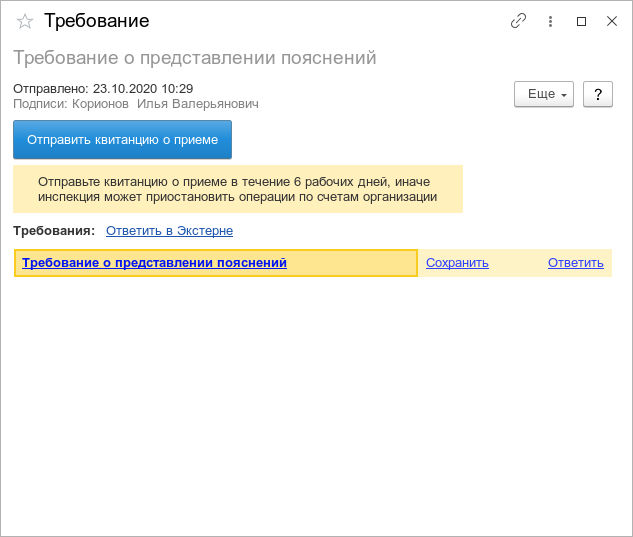 Требование
Требование о представлении пояснений
Отправлено: 23.10.2020 10:29
Подписи: Корионов Илья Валерьянович
Еще
?
Отправить квитанцию о приеме
Отправьте квитанцию о приеме в течение 6 рабочих дней, иначе
инспекция может приостановить операции по счетам организации
Требования: Ответить в Экстерне
Требование о представлении пояснений Сохранить Ответить